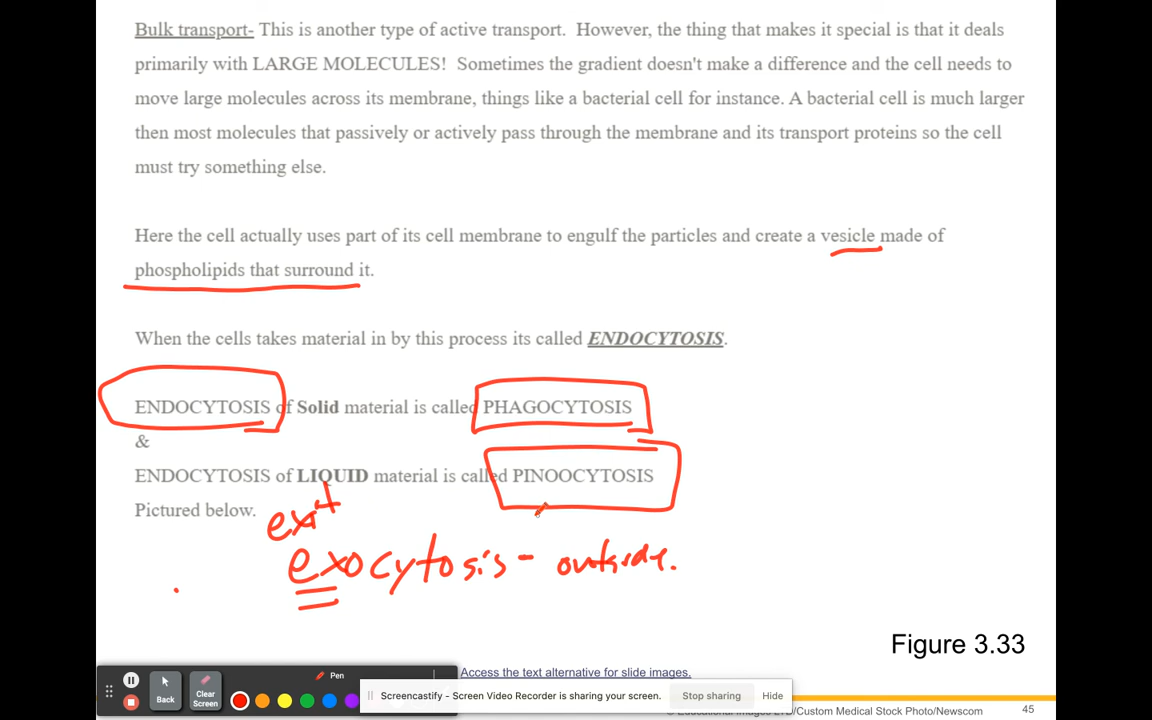 Bulk transport- This is another type of active transport. However, the thing that makes it special is that it deals
primarily with LARGE MOLECULES! Sometimes the gradient doesn't make a difference and the cell needs to
move large molecules across its membrane, things like a bacterial cell for instance. A bacterial cell is much larger
then most molecules that passively or actively pass through the membrane and its transport proteins so the cell
must try something else.
Here the cell actually uses part of its cell membrane to engulf the particles and create a vesicle made of
phospholipids that surround it.
When the cells takes material in by this process its called ENDOCYTOSIS.
ENDOCYTOSIS of Solid material is called PHAGOCYTOSIS
&
ENDOCYTOSIS of LIQUID material is called PINOOCYTOSIS
Pictured below.
exit
exocytosis - outside.
Figure 3.33
Access the text alternative for slide images.
Pen
Back
Clear
Screen
Screencastify - Screen Video Recorder is sharing your screen.
Stop sharing
Hide
/Custom Medical Stock Photo/Newscom
45